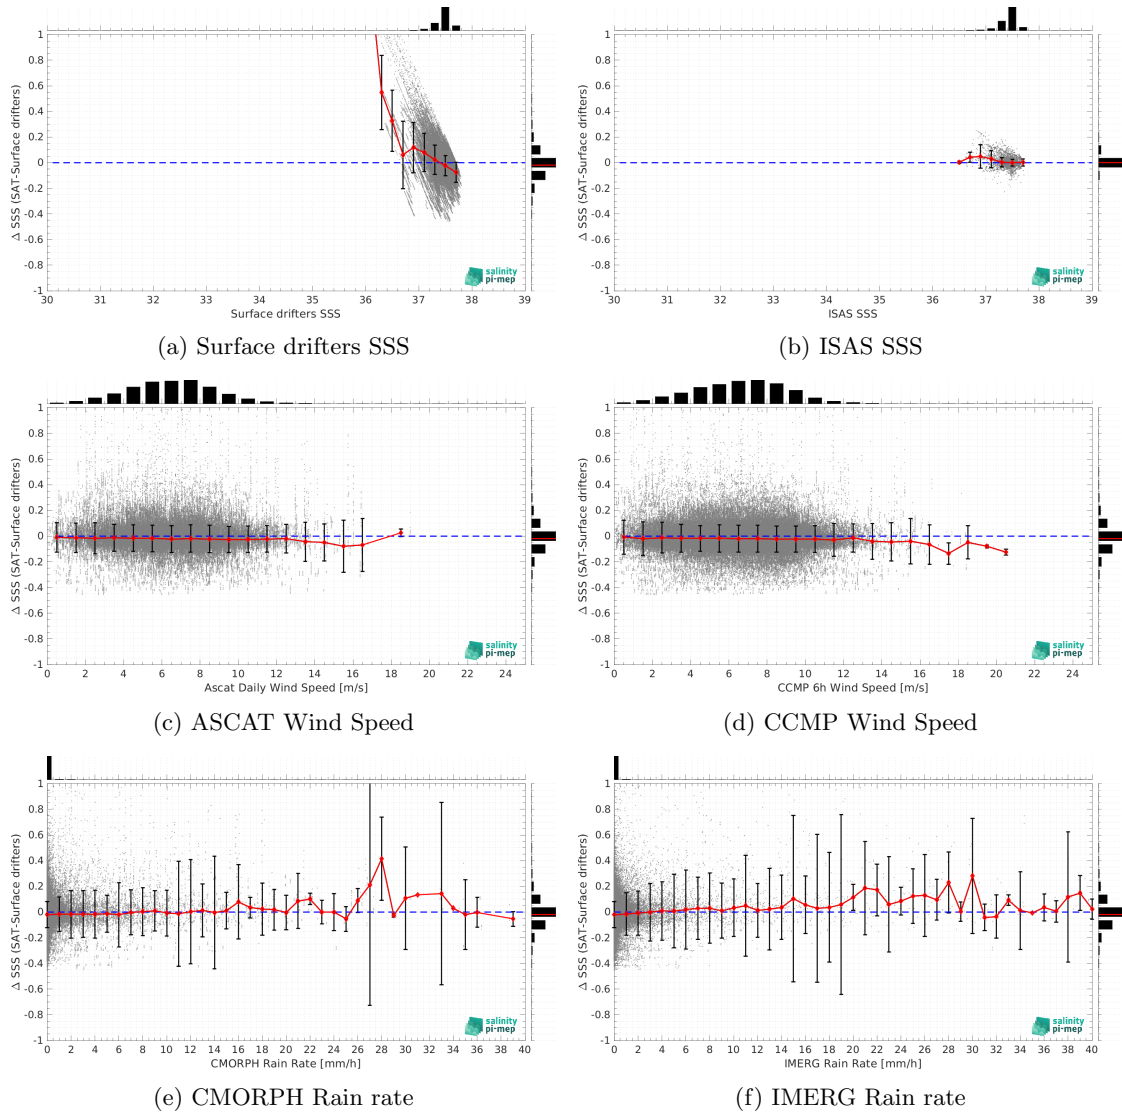 1
0.8
0.6
0.4
0.2
0
-0.2
-0.4
-0.6
-0.8
-1
Δ SSS (SAT-Surface drifters)
30 31 32 33 34 35 36 37 38 39
Surface drifters SSS
salinity
pi-mep
(a) Surface drifters SSS
1
0.8
0.6
0.4
0.2
0
-0.2
-0.4
-0.6
-0.8
-1
Δ SSS (SAT-Surface drifters)
30 31 32 33 34 35 36 37 38 39
ISAS SSS
salinity
pi-mep
(b) ISAS SSS
1
0.8
0.6
0.4
0.2
0
-0.2
-0.4
-0.6
-0.8
-1
Δ SSS (SAT-Surface drifters)
0 2 4 6 8 10 12 14 16 18 20 22 24
Ascat Daily Wind Speed [m/s]
salinity
pi-mep
(c) ASCAT Wind Speed
1
0.8
0.6
0.4
0.2
0
-0.2
-0.4
-0.6
-0.8
-1
Δ SSS (SAT-Surface drifters)
0 2 4 6 8 10 12 14 16 18 20 22 24
CCMP 6h Wind Speed [m/s]
salinity
pi-mep
(d) CCMP Wind Speed
1
0.8
0.6
0.4
0.2
0
-0.2
-0.4
-0.6
-0.8
-1
Δ SSS (SAT-Surface drifters)
0 2 4 6 8 10 12 14 16 18 20 22 24 26 28 30 32 34 36 38 40
CMORPH Rain Rate [mm/h]
salinity
pi-mep
(e) CMORPH Rain rate
1
0.8
0.6
0.4
0.2
0
-0.2
-0.4
-0.6
-0.8
-1
Δ SSS (SAT-Surface drifters)
0 2 4 6 8 10 12 14 16 18 20 22 24 26 28 30 32 34 36 38 40
IMERG Rain Rate [mm/h]
salinity
pi-mep
(f) IMERG Rain rate